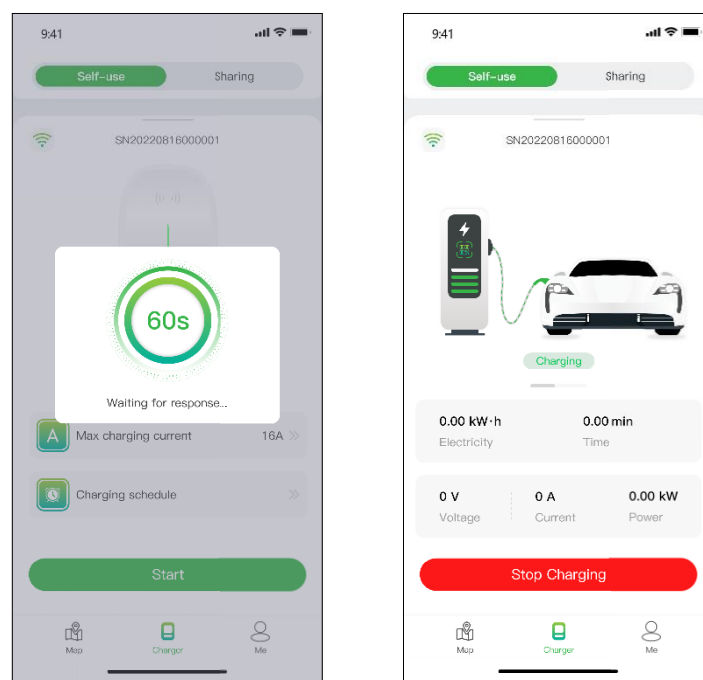 9:41
Self-use Sharing
SN20220816000001
60s
Waiting for response...
A Max charging current 16A
Charging schedule
Start
Map Charger Me
9:41
Self-use Sharing
SN20220816000001
Charging
0.00 kW·h 0.00 min
Electricity Time
0 V 0 A 0.00 kW
Voltage Current Power
Stop Charging
Map Charger Me